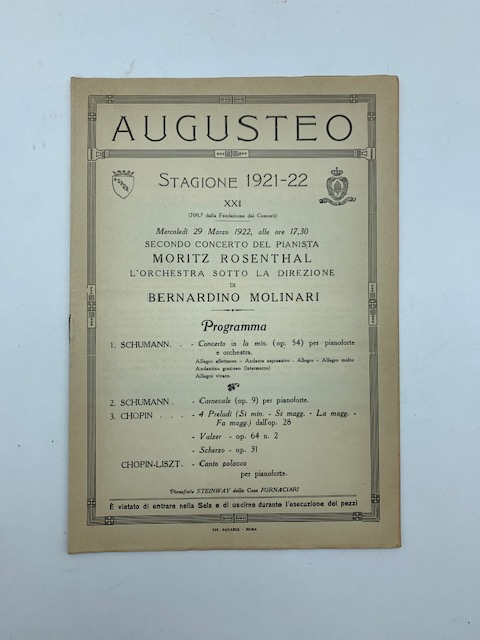 AUGUSTEO
STAGIONE 1921-22
XXI
(709.ª dalla Fondazione dei Concerti)
Mercoledì 29 Marzo 1922, alle ore 17,30
SECONDO CONCERTO DEL PIANISTA
MORITZ ROSENTHAL
L'ORCHESTRA SOTTO LA DIREZIONE
DI
BERNARDINO MOLINARI
Programma
1. SCHUMANN. . - Concerto in la min. (op. 54) per pianoforte
e orchestra.
Allegro affettuoso - Andante espressivo - Allegro - Allegro molto
Andantino grazioso (Intermezzo)
Allegro vivace.
2. SCHUMANN . - Carnevale (op. 9) per pianoforte.
3. CHOPIN . . . . - 4 Preludi (Si min. - Si magg. - La magg. -
Fa magg.) dall'op. 28
- Valzer - op. 64 n. 2
- Scherzo - op. 31
CHOPIN-LISZT. - Canto polacco
per pianoforte.
Pianoforte STEINWAY della Casa FORNACIARI
È vietato di entrare nella Sala e di uscirne durante l'esecuzione dei pezzi
TIP. SQUARCI - ROMA